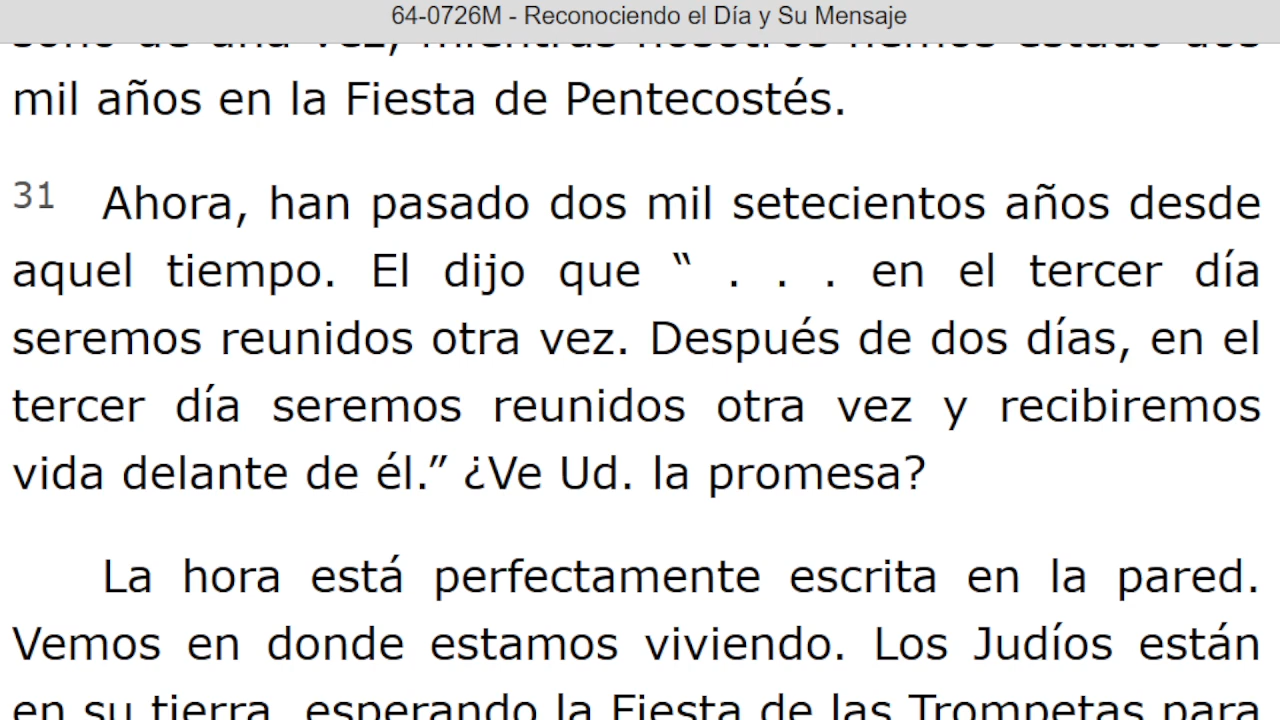 64-0726M - Reconociendo el Día y Su Mensaje
mil años en la Fiesta de Pentecostés.
31 Ahora, han pasado dos mil setecientos años desde
aquel tiempo. El dijo que “ . . . en el tercer día
seremos reunidos otra vez. Después de dos días, en el
tercer día seremos reunidos otra vez y recibiremos
vida delante de él.” ¿Ve Ud. la promesa?
La hora está perfectamente escrita en la pared.
Vemos en donde estamos viviendo. Los Judíos están
en su tierra, esperando la Fiesta de las Trompetas para